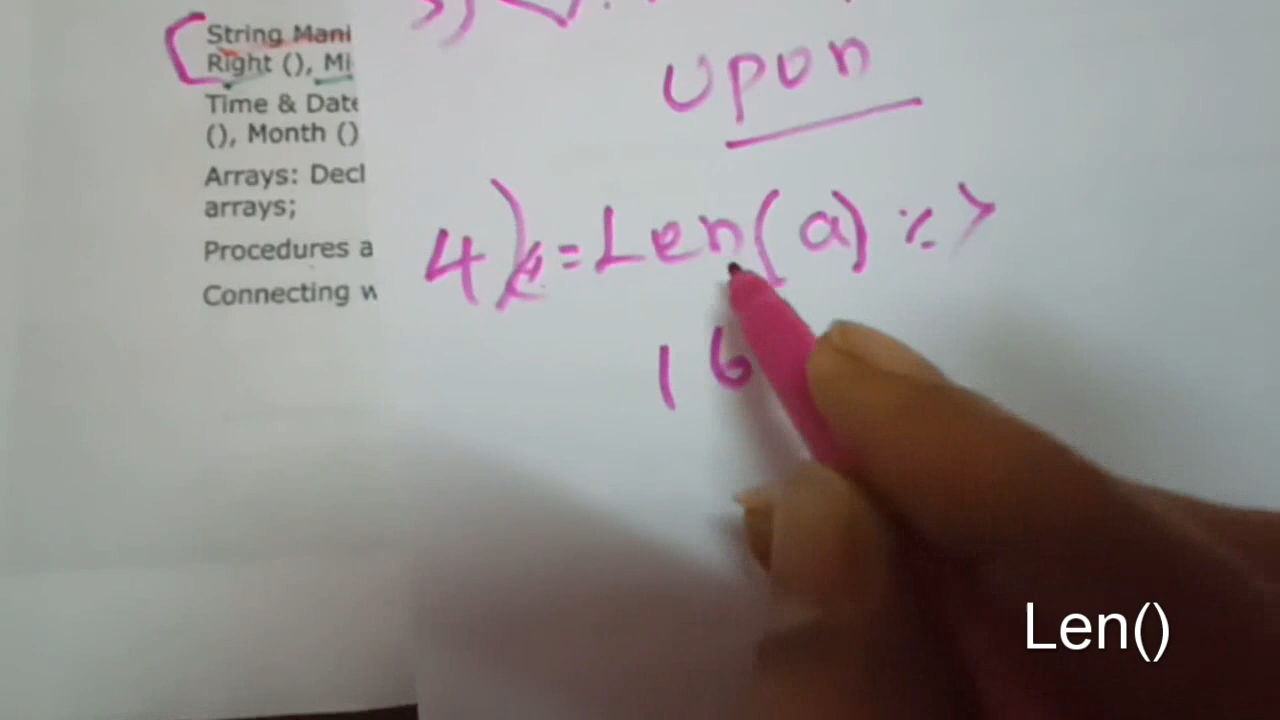 String Mani
Right (), Mi
Time & Date
(), Month ()
Arrays: Decl
arrays;
Procedures a
Connecting w
upon
4) = Len(a) %>
16
Len()